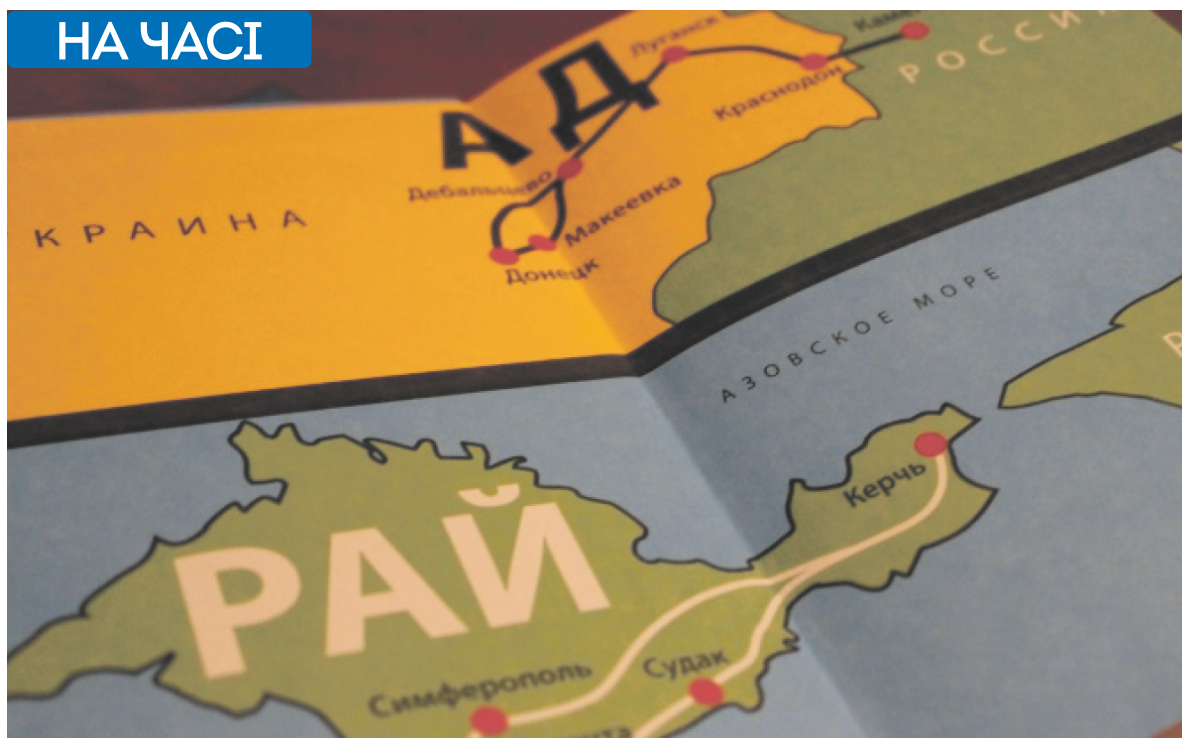 НА ЧАСІ
Луганск
РОССИ
АД
Краснодон
Дебальцево
КРАИНА
Макеевка
Донецк
АЗОВСКОЕ МОРЕ
Керчь
РАЙ
Судак
Симферополь